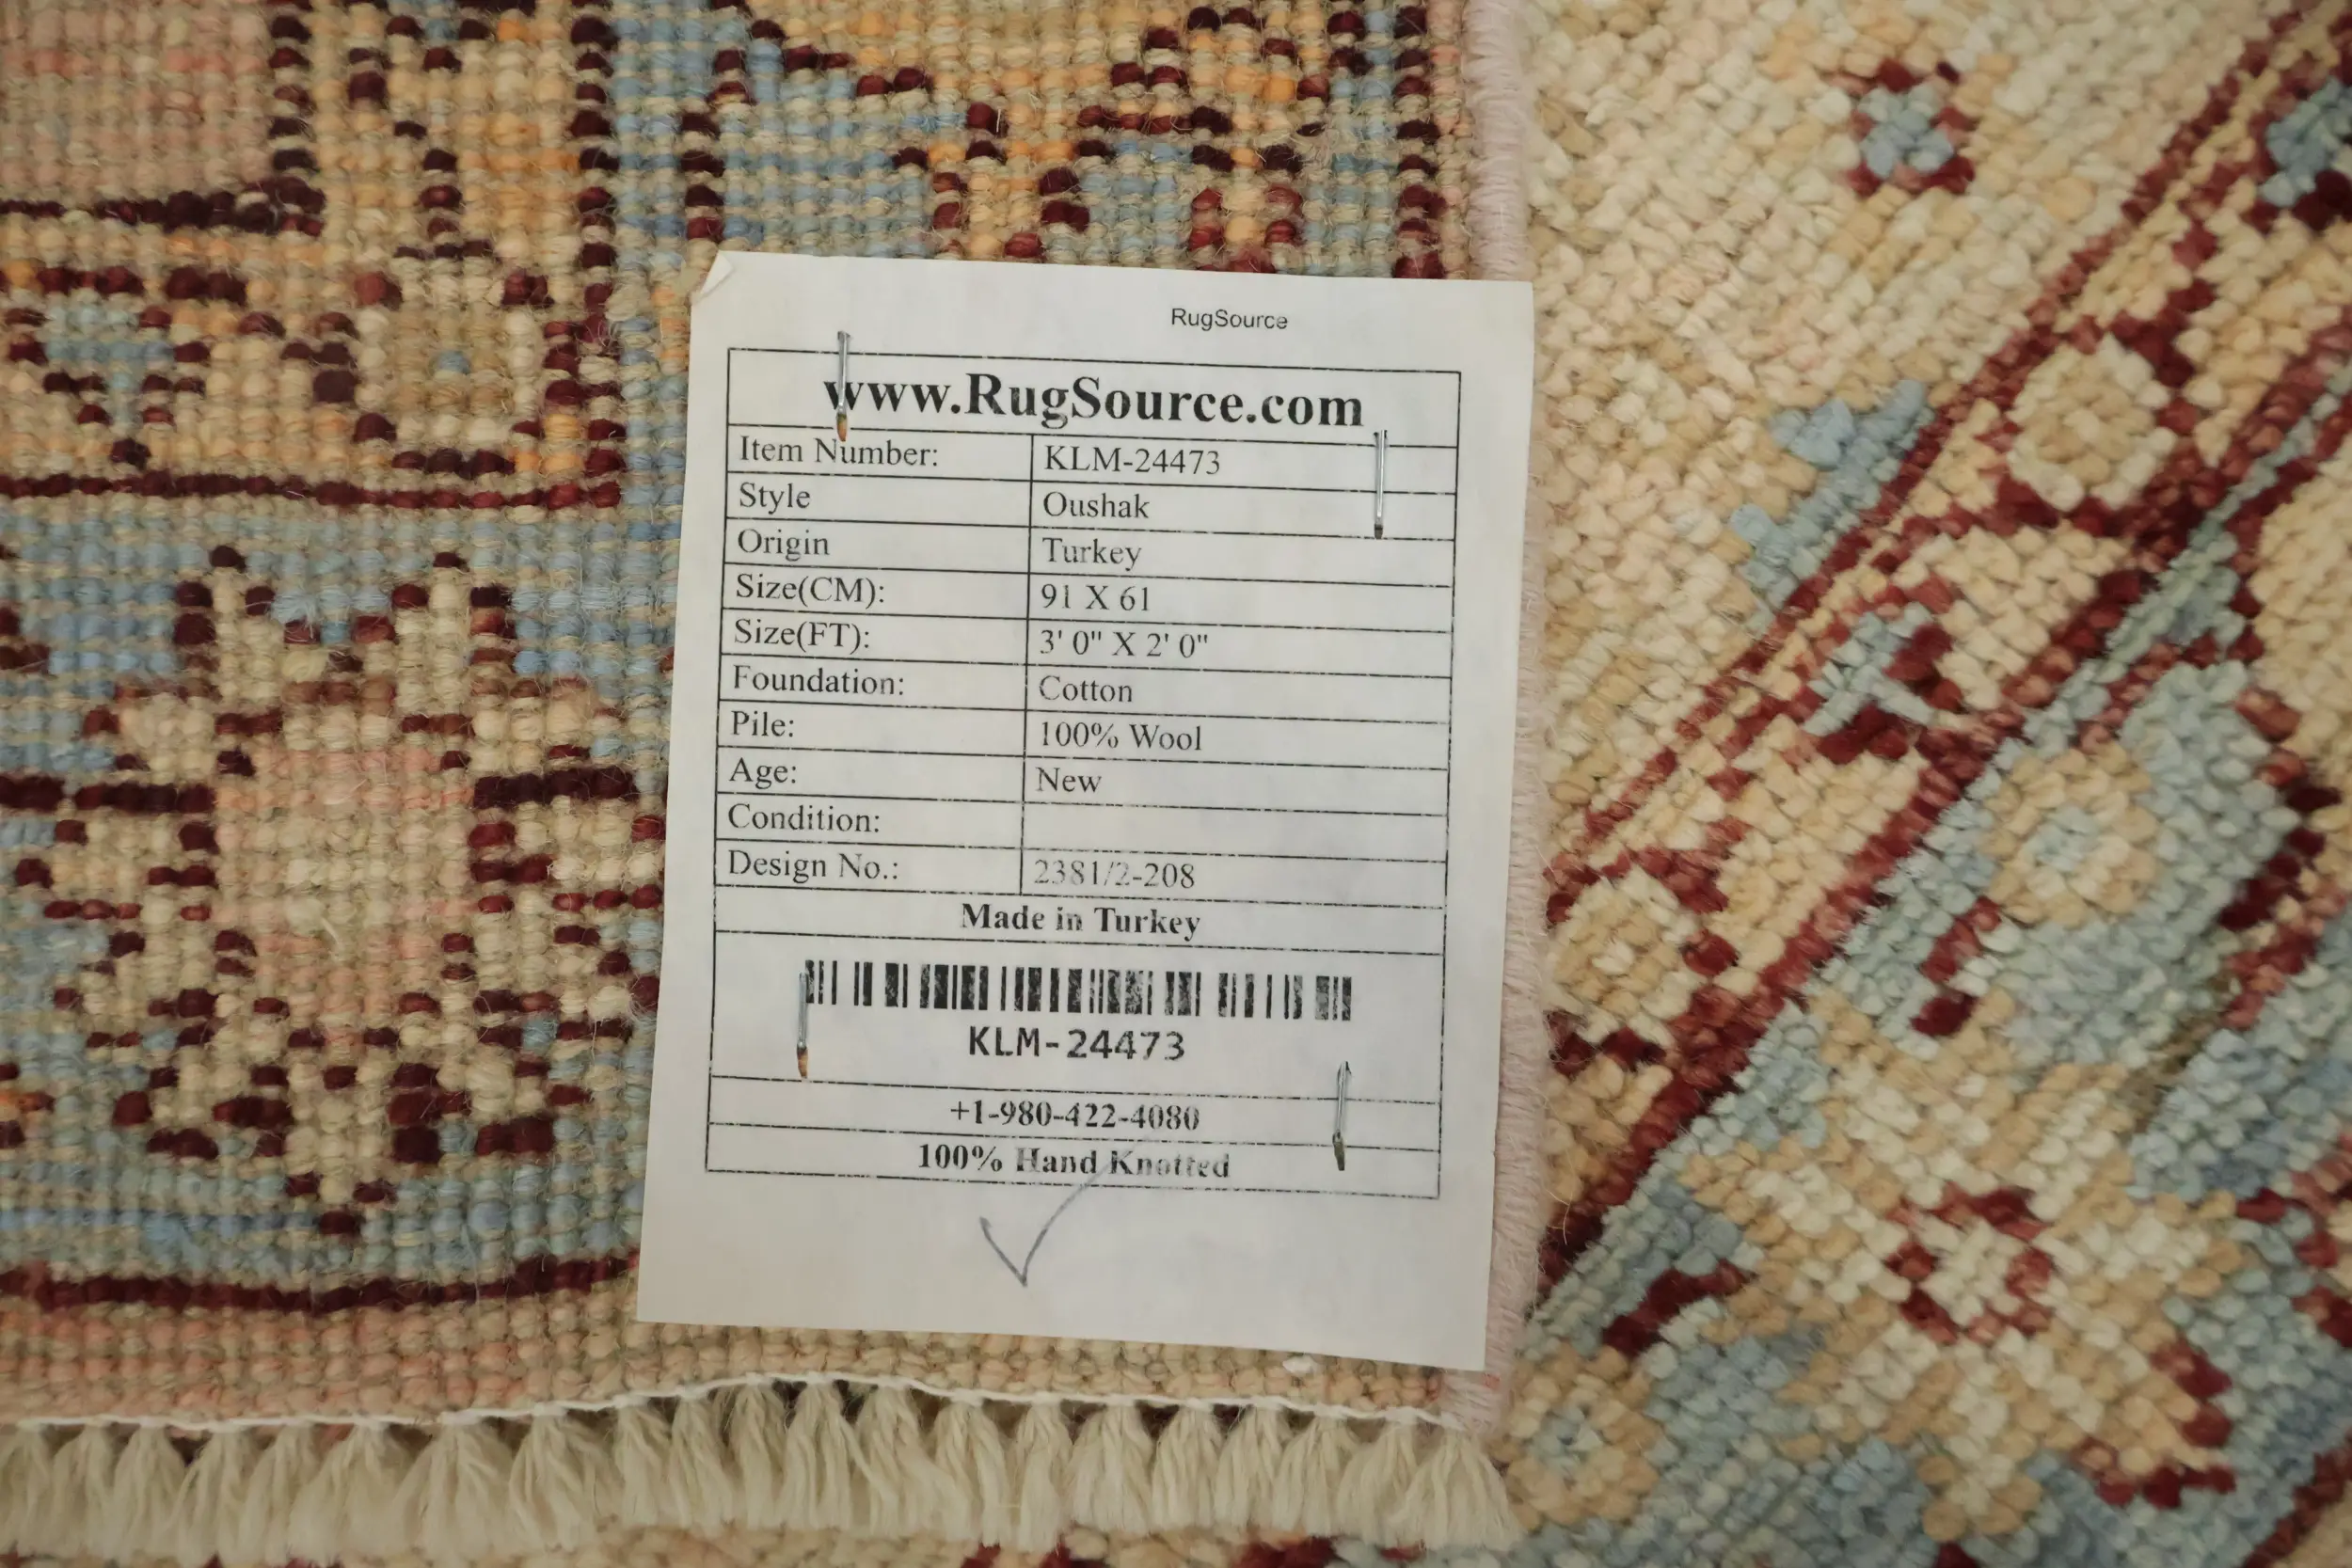 RugSource
www.RugSource.com
Item Number: KLM-24473
Style Oushak
Origin Turkey
Size(CM): 91 X 61
Size(FT): 3' 0" X 2' 0"
Foundation: Cotton
Pile: 100% Wool
Age: New
Condition:
Design No.: 2381/2-208
Made in Turkey
KLM-24473
+1-980-422-4080
100% Hand Knotted